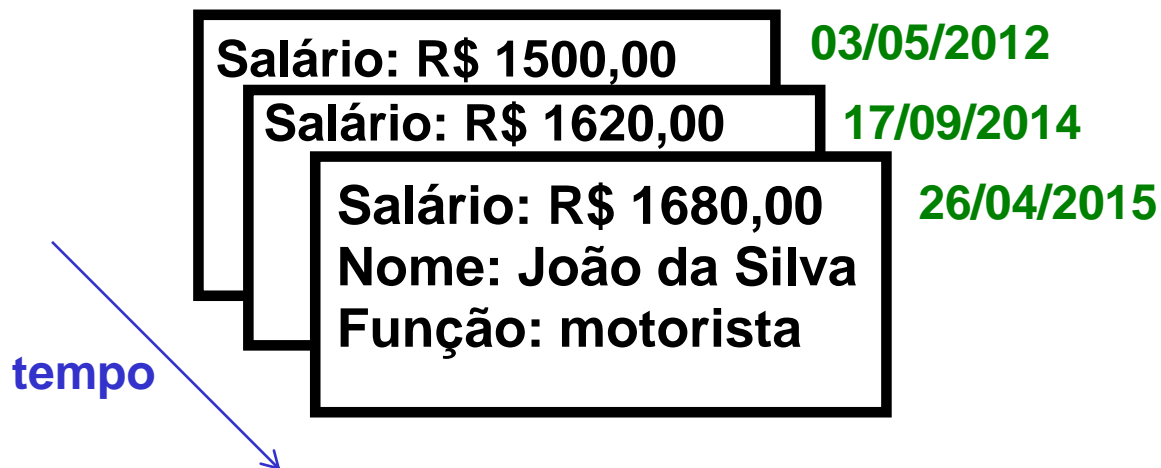 Salário: R$ 1500,00
03/05/2012
Salário: R$ 1620,00
17/09/2014
Salário: R$ 1680,00
26/04/2015
Nome: João da Silva
Função: motorista
tempo